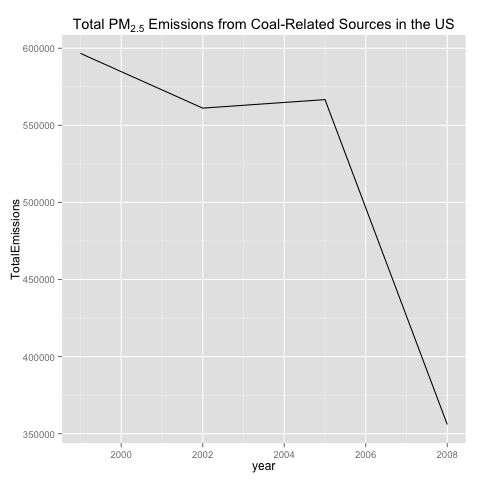 Total PM2.5 Emissions from Coal-Related Sources in the US
600000
550000
500000
450000
400000
350000
TotalEmissions
2000 2002 2004 2006 2008
year